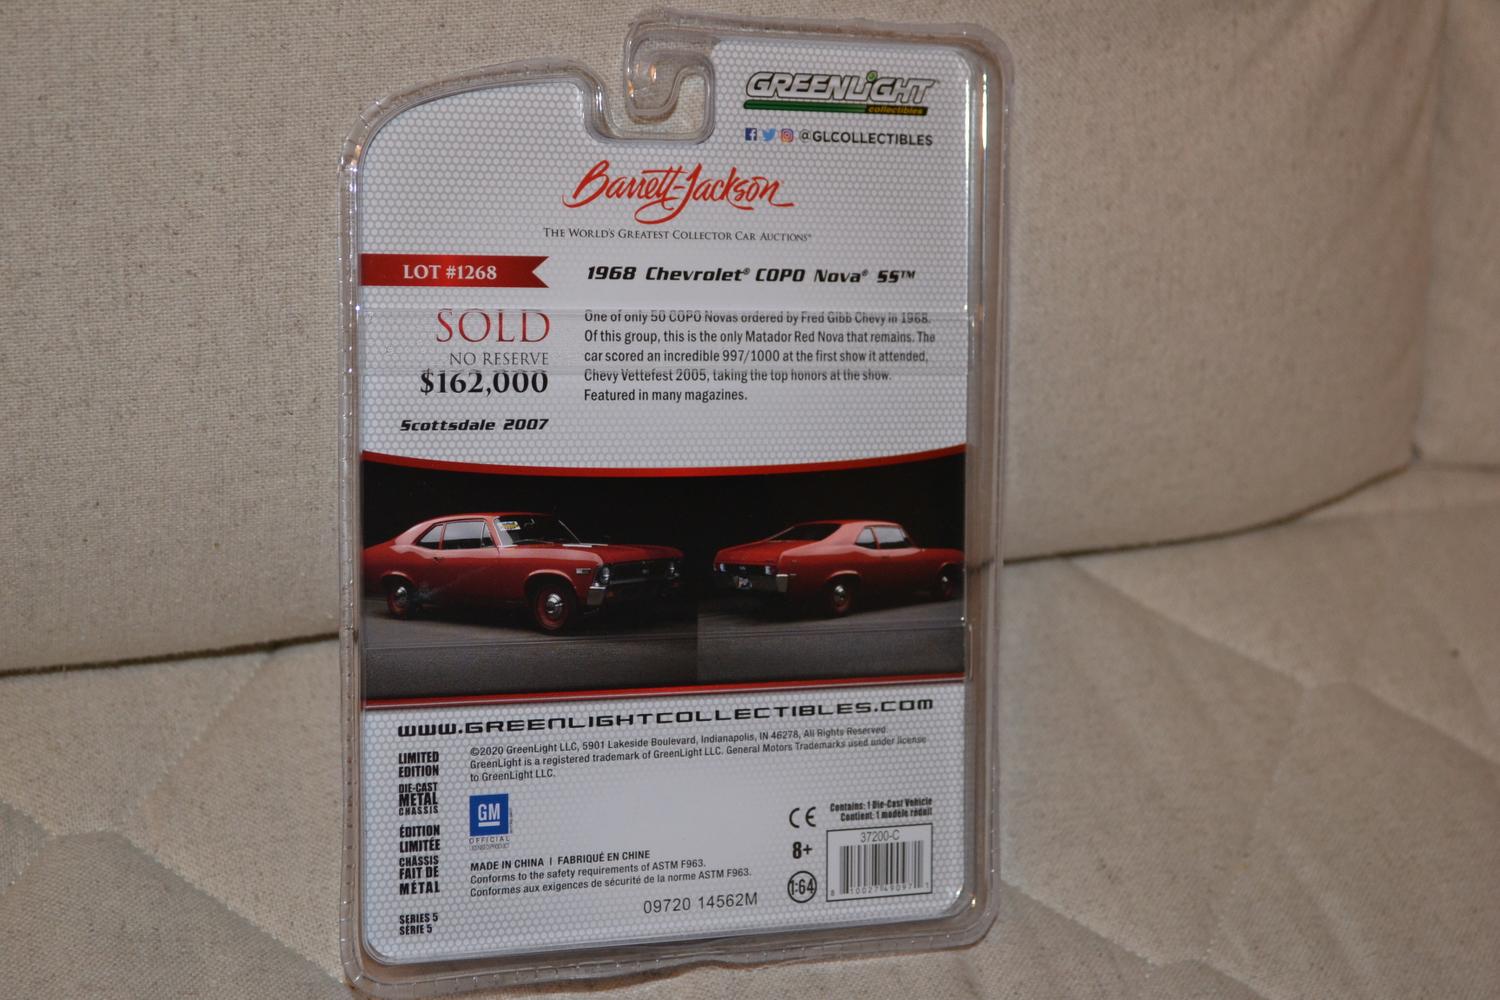 GREENLiGHT
collectibles
@GLCOLLECTIBLES
Barrett-Jackson
THE WORLD'S GREATEST COLLECTOR CAR AUCTIONS®
LOT #1268
1968 Chevrolet® COPO Nova® SS™
SOLD
NO RESERVE
$162,000
Scottsdale 2007
One of only 50 COPO Novas ordered by Fred Gibb Chevy in 1968.
Of this group, this is the only Matador Red Nova that remains. The
car scored an incredible 997/1000 at the first show it attended,
Chevy Vettefest 2005, taking the top honors at the show.
Featured in many magazines.
www.GREENLIGHTCOLLECTIBLES.COM
LIMITED
EDITION
DIE-CAST
METAL
CHASSIS
ÉDITION
LIMITÉE
CHÂSSIS
FAIT DE
MÉTAL
SERIES 5
SÉRIE 5
©2020 GreenLight LLC, 5901 Lakeside Boulevard, Indianapolis, IN 46278, All Rights Reserved
GreenLight is a registered trademark of GreenLight LLC. General Motors Trademarks used under license
to GreenLight LLC.
GM
OFFICIAL
LICENSED PRODUCT
MADE IN CHINA | FABRIQUÉ EN CHINE
Conforms to the safety requirements of ASTM F963.
Conformes aux exigences de sécurité de la norme ASTM F963.
09720 14562M
CE
8+
1:64
Contains: 1 Die-Cast Vehicle
Contient: 1 modèle réduit
37200-C
8 10027 49097 1